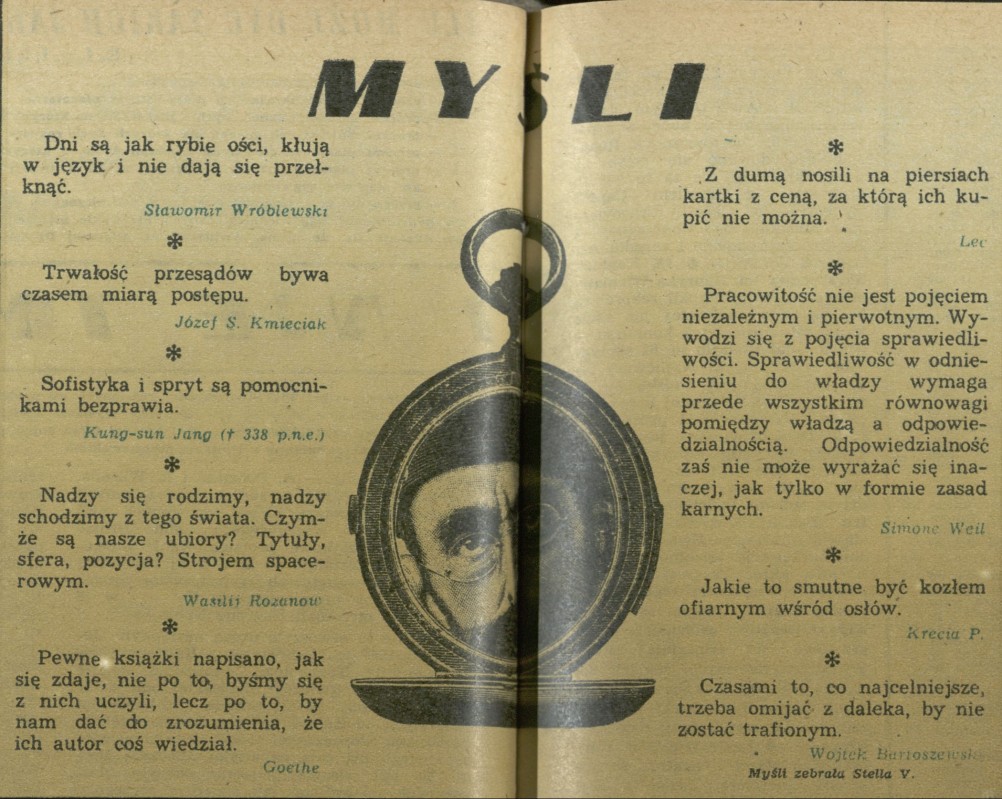 MYŚLI
Dni są jak rybie ości, kłują
w język i nie dają się przeł-
knąć.
Sławomir Wróblewski
*
Trwałość przesądów bywa
czasem miarą postępu.
Józef S. Kmieciak
*
Sofistyka i spryt są pomocni-
kami bezprawia.
Kung-sun Jang († 338 p.n.e.)
*
Nadzy się rodzimy, nadzy
schodzimy z tego świata. Czym-
że są nasze ubiory? Tytuły,
sfera, pozycja? Strojem space-
rowym.
Wasilij Rozanow
*
Pewne książki napisano, jak
się zdaje, nie po to, byśmy się
z nich uczyli, lecz po to, by
nam dać do zrozumienia, że
ich autor coś wiedział.
Goethe
*
Z dumą nosili na piersiach
kartki z ceną, za którą ich ku-
pić nie można.
Lec
*
Pracowitość nie jest pojęciem
niezależnym i pierwotnym. Wy-
wodzi się z pojęcia sprawiedli-
wości. Sprawiedliwość w odnie-
sieniu do władzy wymaga
przede wszystkim równowagi
pomiędzy władzą a odpowie-
dzialnością. Odpowiedzialność
zaś nie może wyrażać się ina-
czej, jak tylko w formie zasad
karnych.
Simone Weil
*
Jakie to smutne być kozłem
ofiarnym wśród osłów.
Krecia P.
*
Czasami to, co najcelniejsze,
trzeba omijać z daleka, by nie
zostać trafionym.
Wojtek Bartoszewski
Myśli zebrała Stella V.